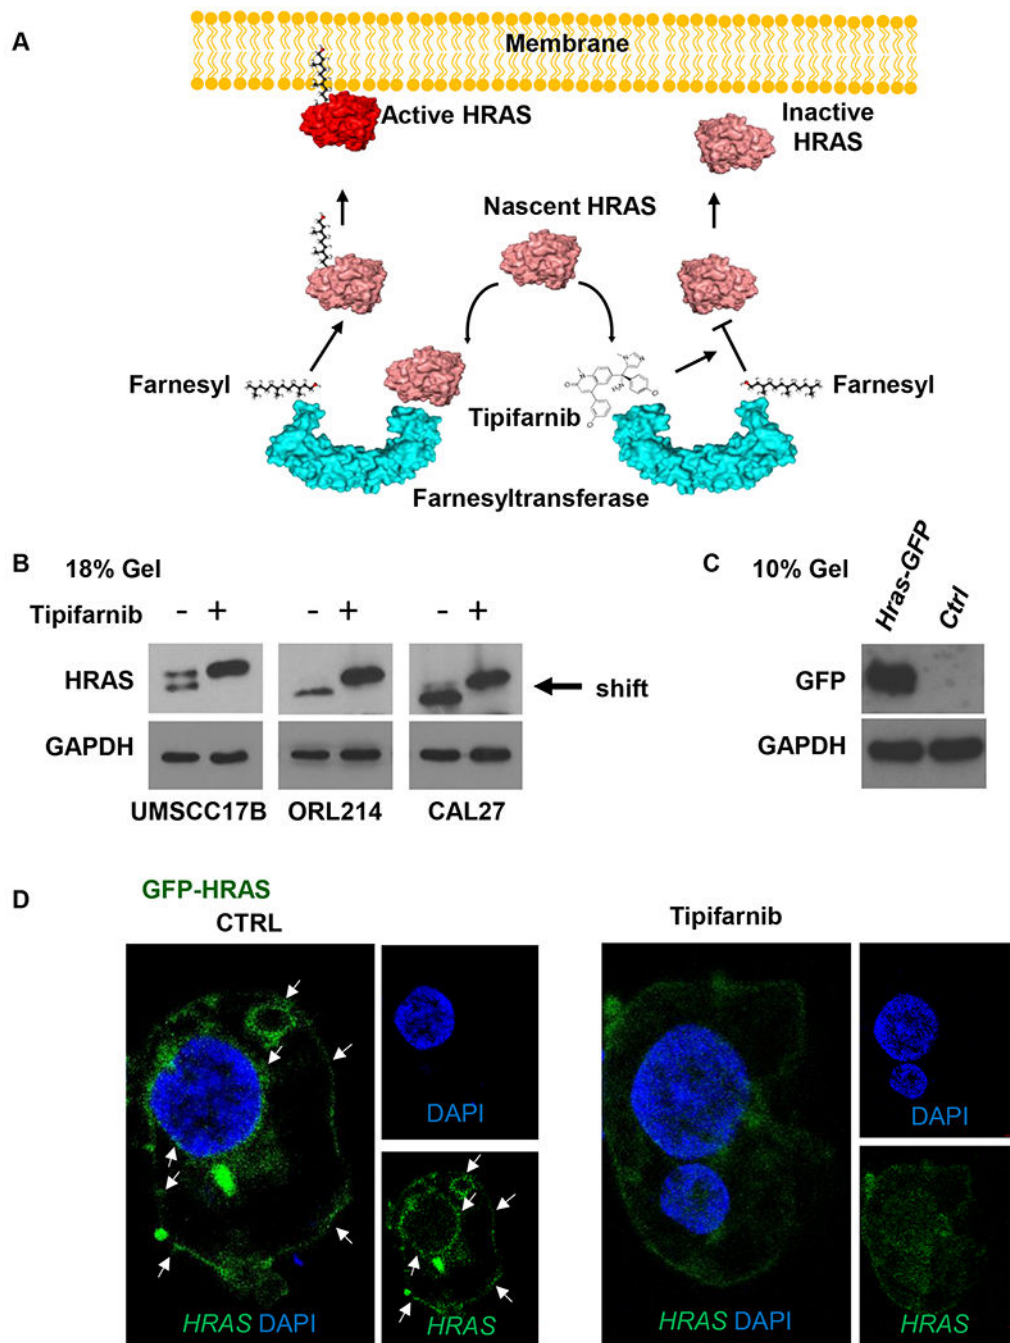 A
Membrane
Active HRAS
Inactive
HRAS
Nascent HRAS
Farnesyl
Tipifarnib
Farnesyl
Farnesyltransferase
B
18% Gel
Tipifarnib - + - + - +
HRAS
shift
GAPDH
UMSCC17B ORL214 CAL27
C
10% Gel
Hras-GFP
Ctrl
GFP
GAPDH
D
GFP-HRAS
CTRL
Tipifarnib
DAPI
DAPI
HRAS DAPI
HRAS
HRAS DAPI
HRAS